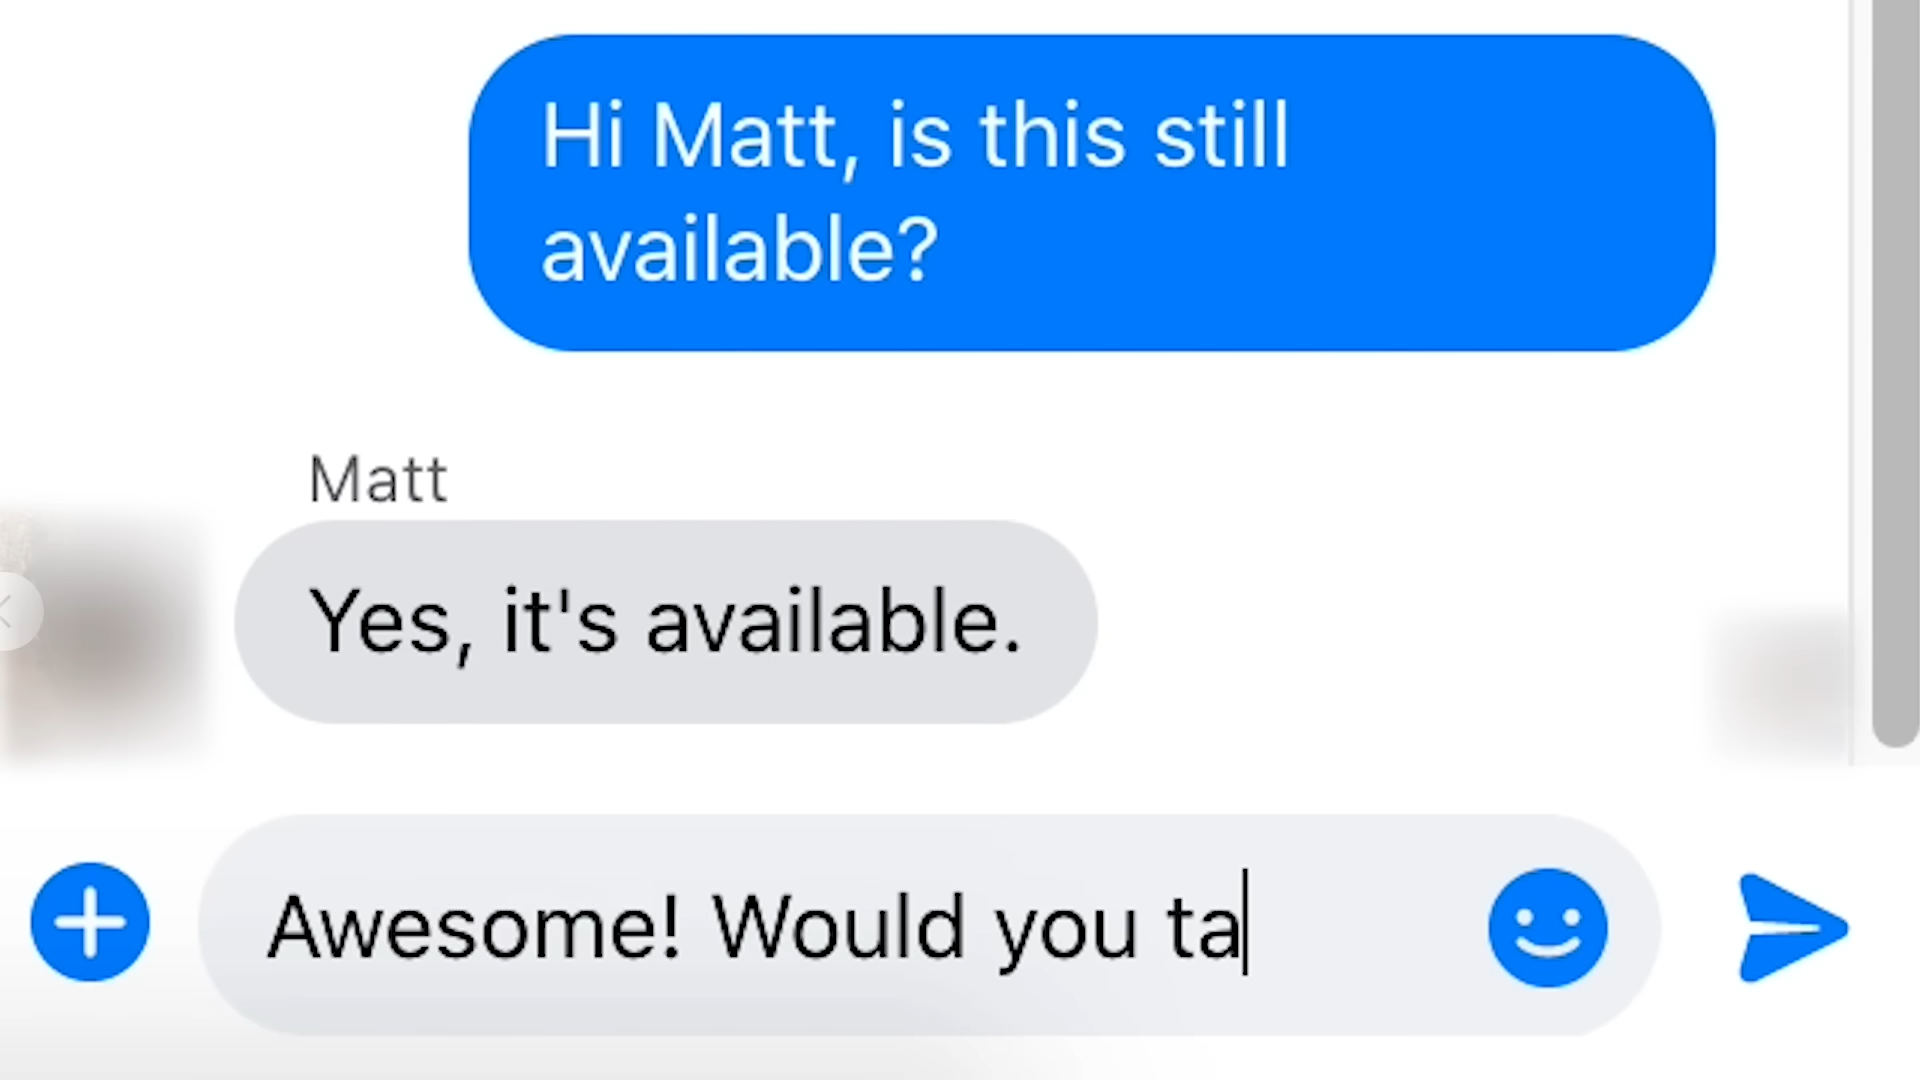 Hi Matt, is this still
available?
Matt
Yes, it's available.
Awesome! Would you ta